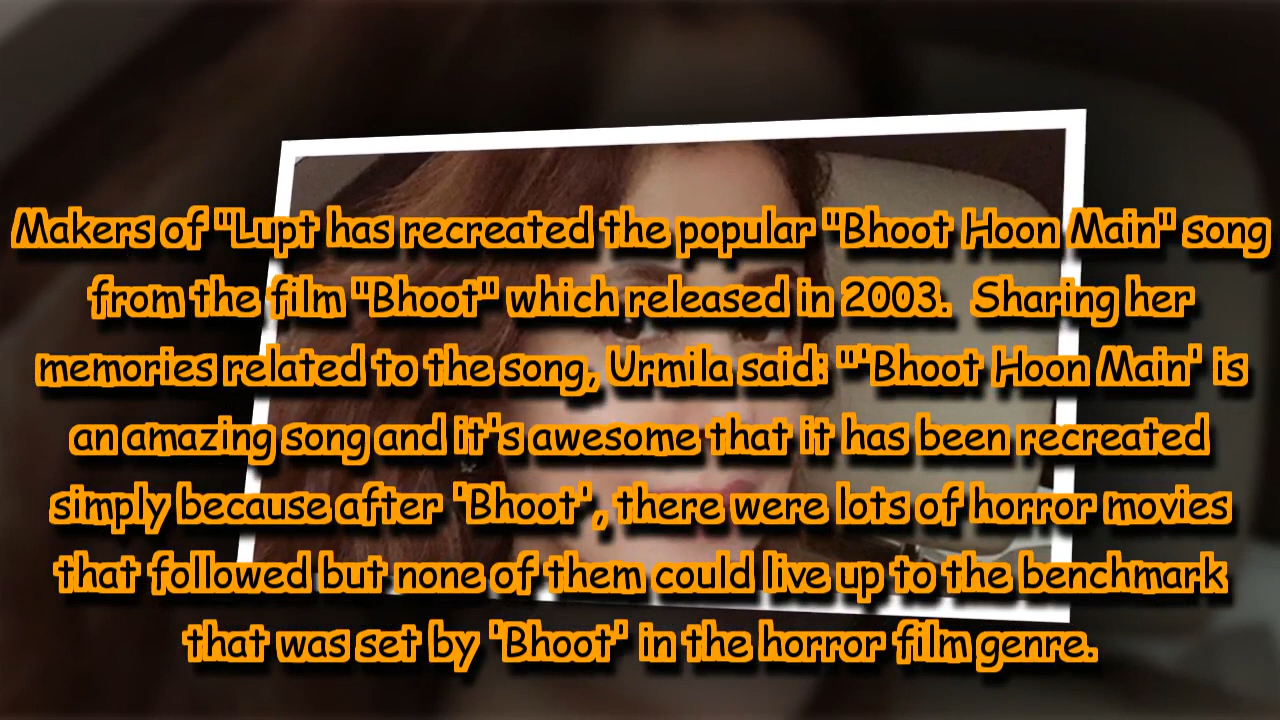 Makers of "Lupt has recreated the popular "Bhoot Hoon Main" song
from the film "Bhoot" which released in 2003.  Sharing her
memories related to the song, Urmila said: "'Bhoot Hoon Main' is
an amazing song and it's awesome that it has been recreated
simply because after 'Bhoot', there were lots of horror movies
that followed but none of them could live up to the benchmark
that was set by 'Bhoot' in the horror film genre.